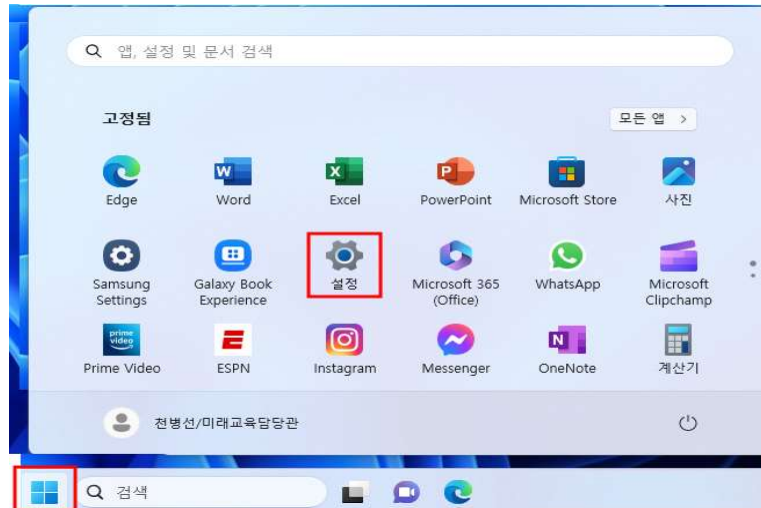 앱, 설정 및 문서 검색
고정됨
모든 앱 >
Edge
Word
Excel
PowerPoint
Microsoft Store
사진
Samsung
Settings
Galaxy Book
Experience
설정
Microsoft 365
(Office)
WhatsApp
Microsoft
Clipchamp
prime
video
Prime Video
ESPN
Instagram
Messenger
OneNote
계산기
천병선/미래교육담당관
검색